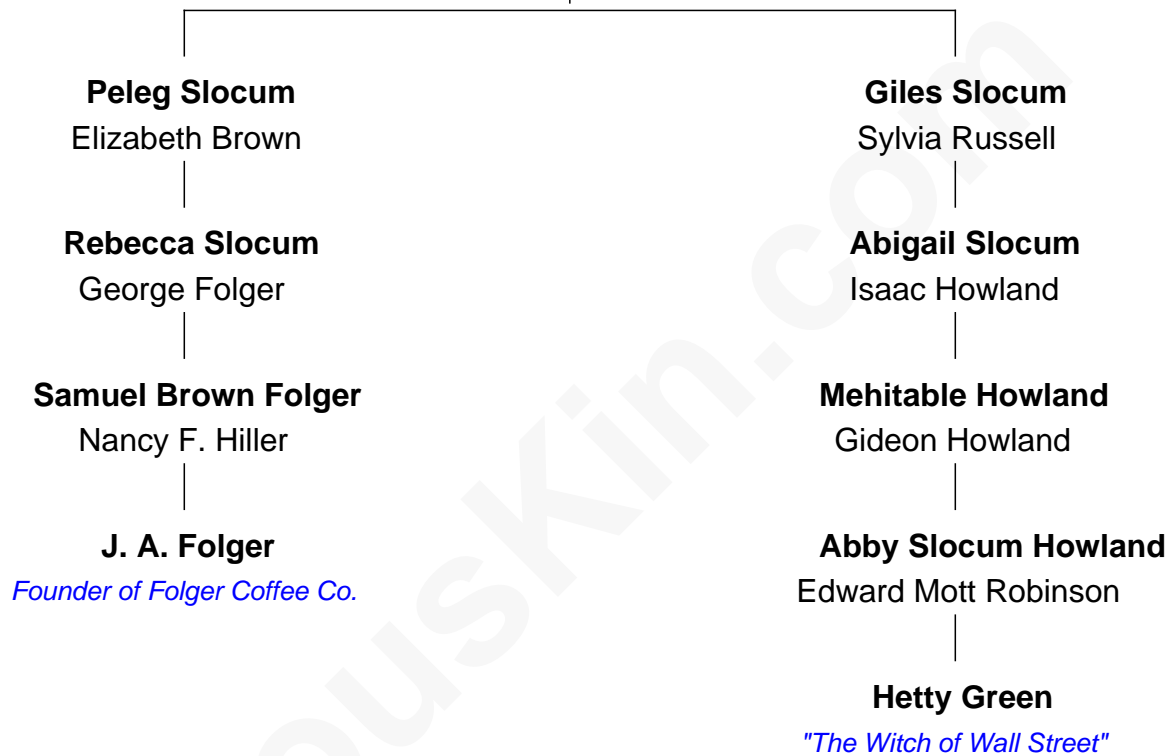 Peleg Slocum
Elizabeth Brown
Giles Slocum
Sylvia Russell
Rebecca Slocum
George Folger
Abigail Slocum
Isaac Howland
Samuel Brown Folger
Nancy F. Hiller
Mehitable Howland
Gideon Howland
J. A. Folger
Founder of Folger Coffee Co.
Abby Slocum Howland
Edward Mott Robinson
Hetty Green
"The Witch of Wall Street"
ousKin.com